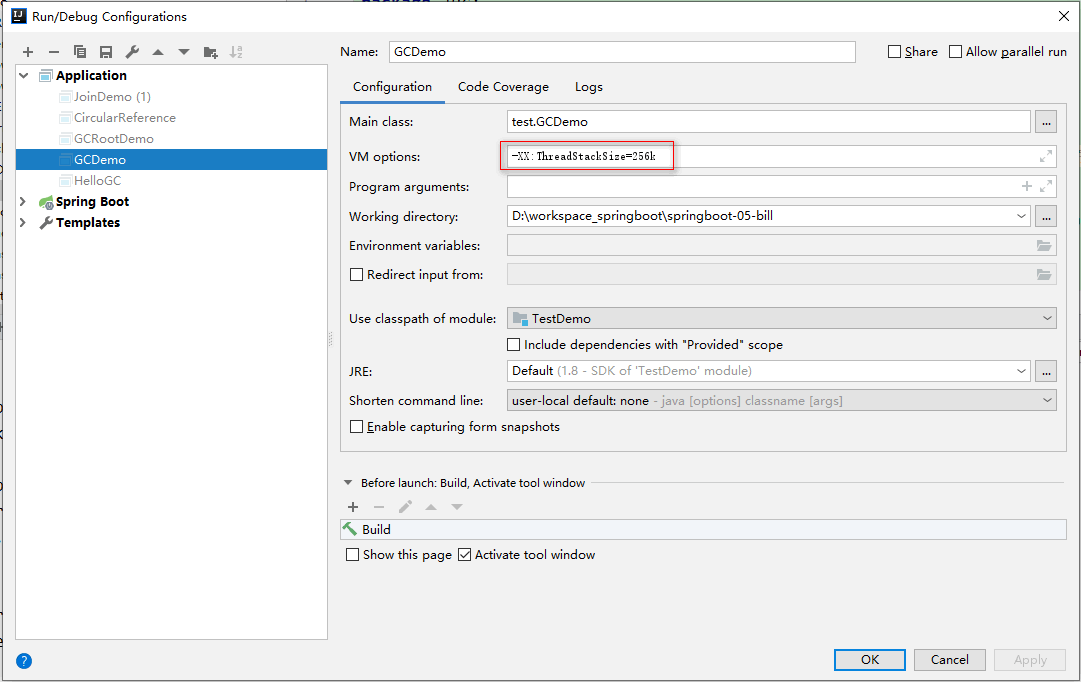 Run/Debug Configurations
Name: GCDemo
Share
Allow parallel run
Application
JoinDemo (1)
CircularReference
GCRootDemo
GCDemo
HelloGC
Spring Boot
Templates
Configuration Code Coverage Logs
Main class: test.GCDemo ...
VM options: -XX:ThreadStackSize=256k
Program arguments:
Working directory: D:\workspace_springboot\springboot-05-bill ...
Environment variables:
Redirect input from:
Use classpath of module: TestDemo
Include dependencies with "Provided" scope
JRE: Default (1.8 - SDK of 'TestDemo' module) ...
Shorten command line: user-local default: none - java [options] classname [args]
Enable capturing form snapshots
Before launch: Build, Activate tool window
Build
Show this page Activate tool window
? OK Cancel Apply